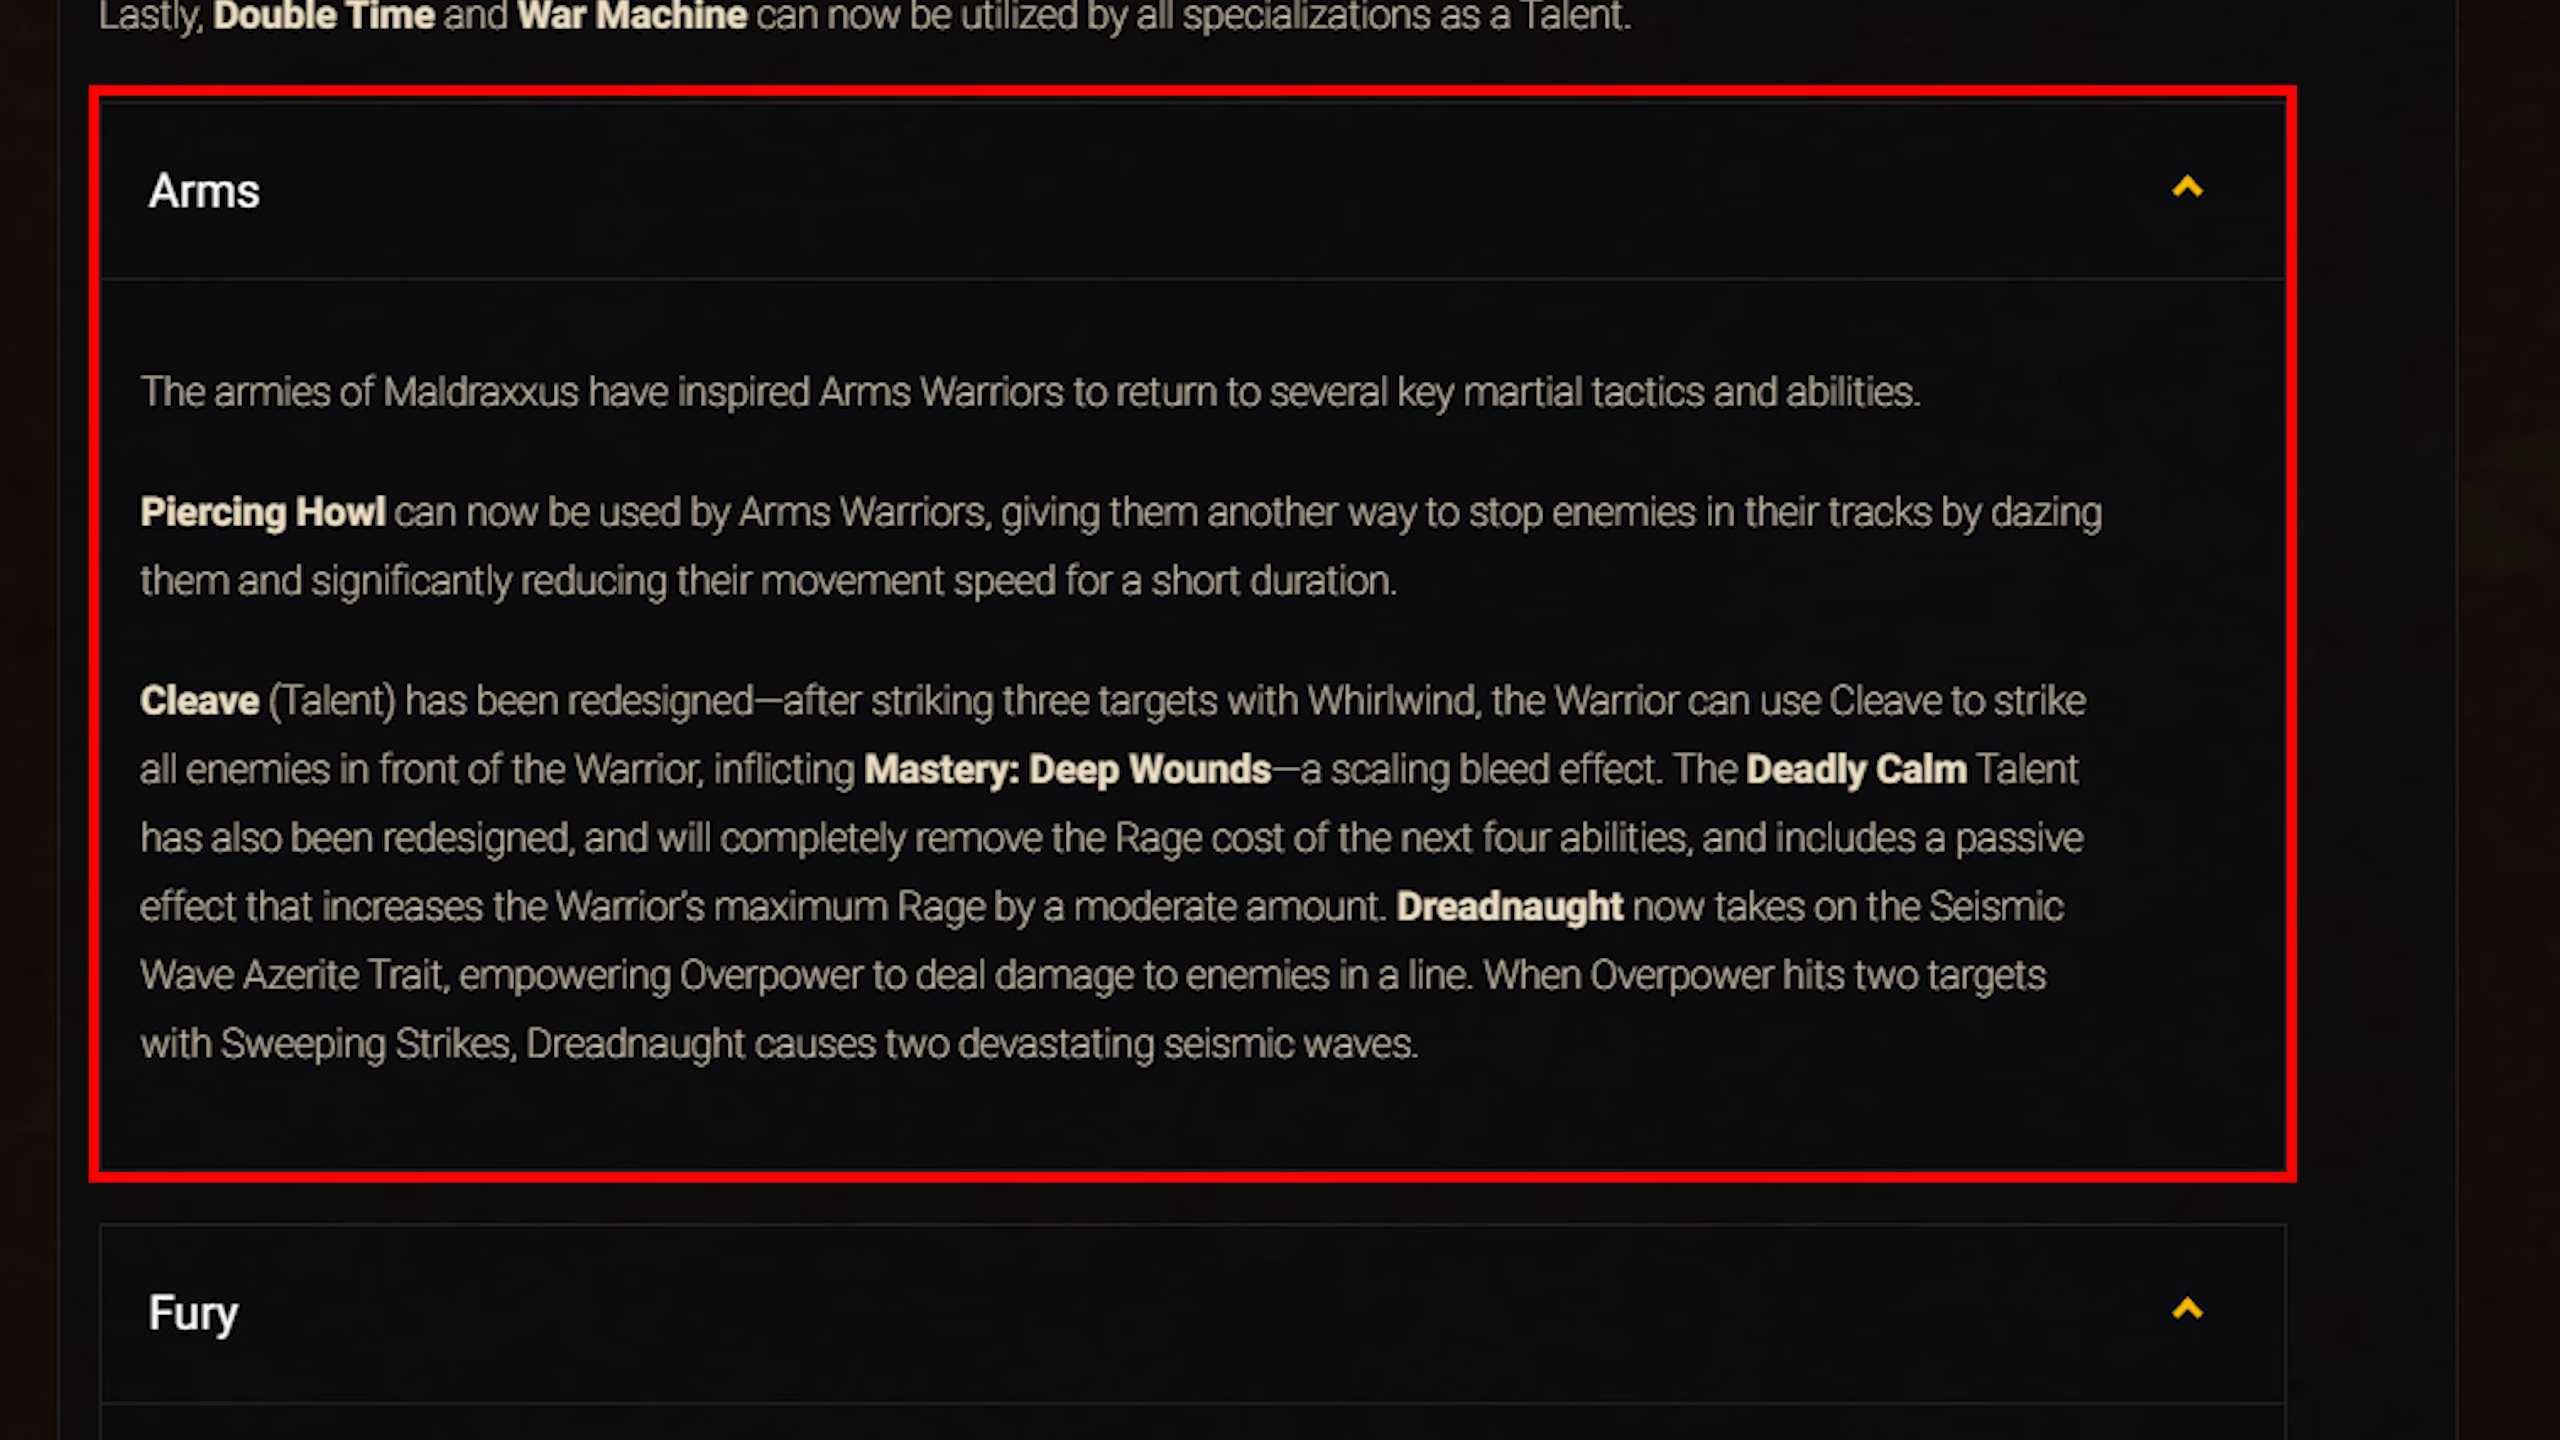 Lastly, Double Time and War Machine can now be utilized by all specializations as a Talent.
Arms
The armies of Maldraxxus have inspired Arms Warriors to return to several key martial tactics and abilities.
Piercing Howl can now be used by Arms Warriors, giving them another way to stop enemies in their tracks by dazing
them and significantly reducing their movement speed for a short duration.
Cleave (Talent) has been redesigned—after striking three targets with Whirlwind, the Warrior can use Cleave to strike
all enemies in front of the Warrior, inflicting Mastery: Deep Wounds—a scaling bleed effect. The Deadly Calm Talent
has also been redesigned, and will completely remove the Rage cost of the next four abilities, and includes a passive
effect that increases the Warrior’s maximum Rage by a moderate amount. Dreadnaught now takes on the Seismic
Wave Azerite Trait, empowering Overpower to deal damage to enemies in a line. When Overpower hits two targets
with Sweeping Strikes, Dreadnaught causes two devastating seismic waves.
Fury